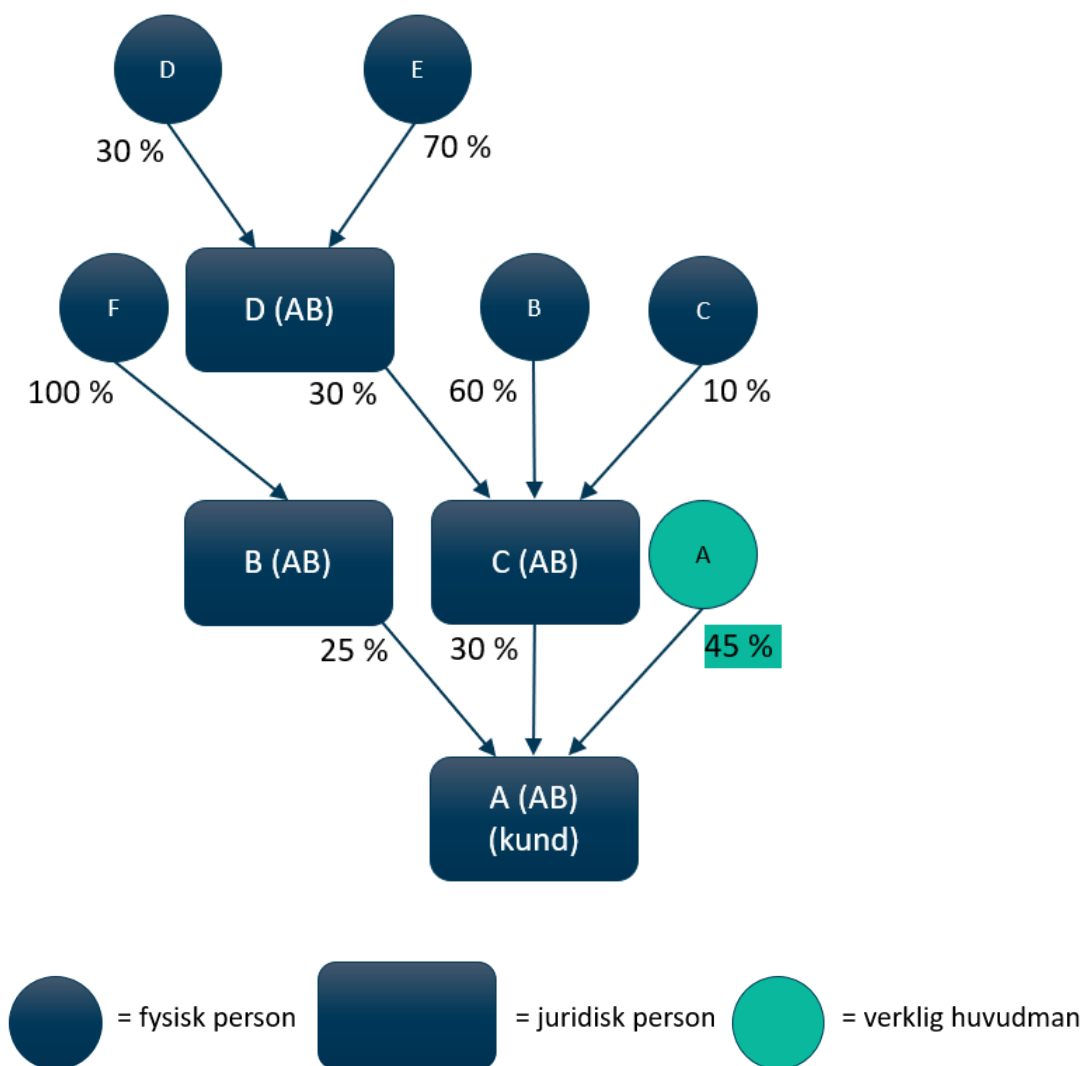 D
E
30 %
70 %
F
D (AB)
B
C
100 %
30 %
60 %
10 %
B (AB)
C (AB)
A
25 %
30 %
45 %
A (AB)
(kund)
= fysisk person
= juridisk person
= verklig huvudman